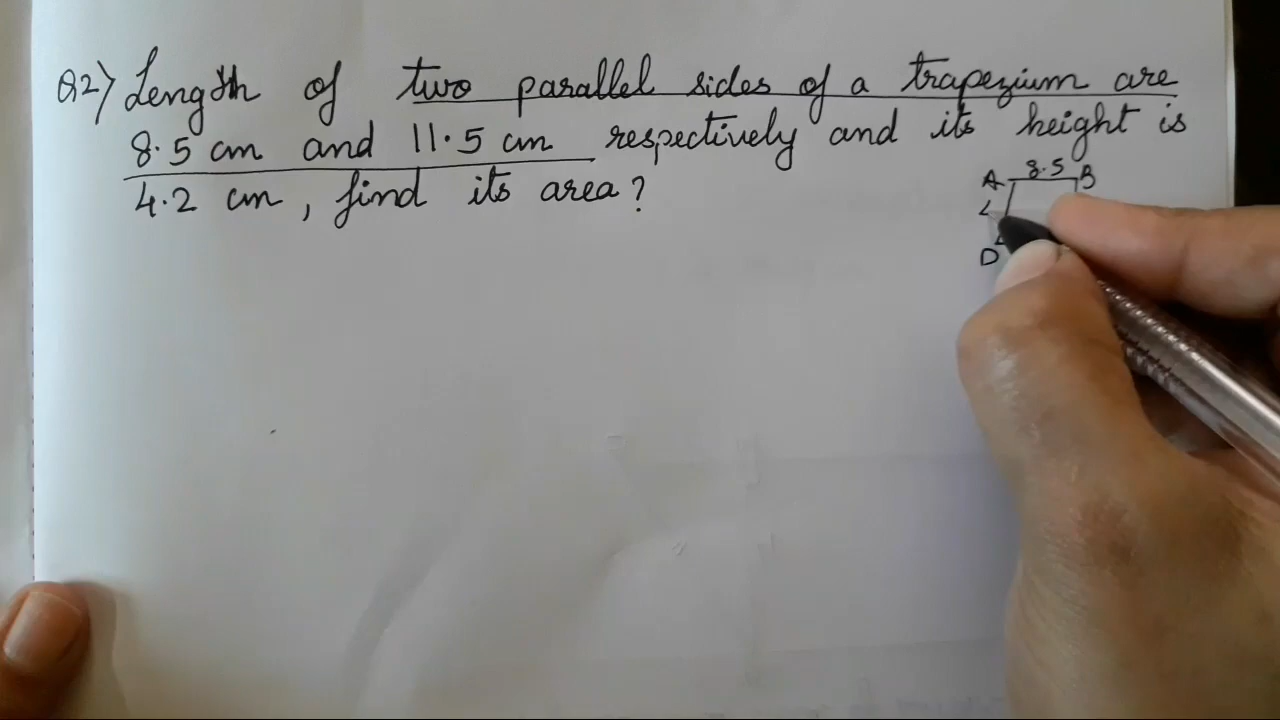 Q2) Length of two parallel sides of a trapezium are
8.5 cm and 11.5 cm respectively and its height is
4.2 cm, find its area?
A 8.5 B
D